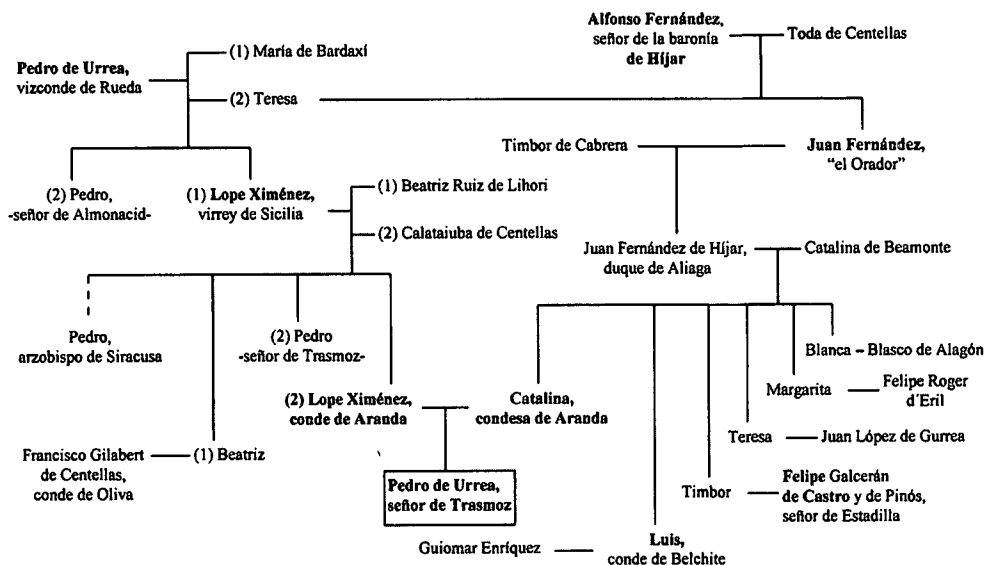 Alfonso Fernández,
señor de la baronía
de Híjar
Toda de Centellas
(1) María de Bardaxí
Pedro de Urrea,
vizconde de Rueda
(2) Teresa
Timbor de Cabrera
Juan Fernández,
“el Orador”
(2) Pedro,
-señor de Almonacid-
(1) Lope Ximénez,
virrey de Sicilia
(1) Beatriz Ruiz de Lihori
(2) Calataiuba de Centellas
Juan Fernández de Híjar,
duque de Aliaga
Catalina de Beamonte
Pedro,
arzobispo de Siracusa
(2) Pedro
-señor de Trasmoz-
Blanca – Blasco de Alagón
Margarita
Felipe Roger
d´Eril
(2) Lope Ximénez,
conde de Aranda
Catalina,
condesa de Aranda
Teresa
Juan López de Gurrea
Francisco Gilabert
de Centellas,
conde de Oliva
(1) Beatriz
Pedro de Urrea,
señor de Trasmoz
Timbor
Felipe Galcerán
de Castro y de Pinós,
señor de Estadilla
Guiomar Enríquez
Luis,
conde de Belchite